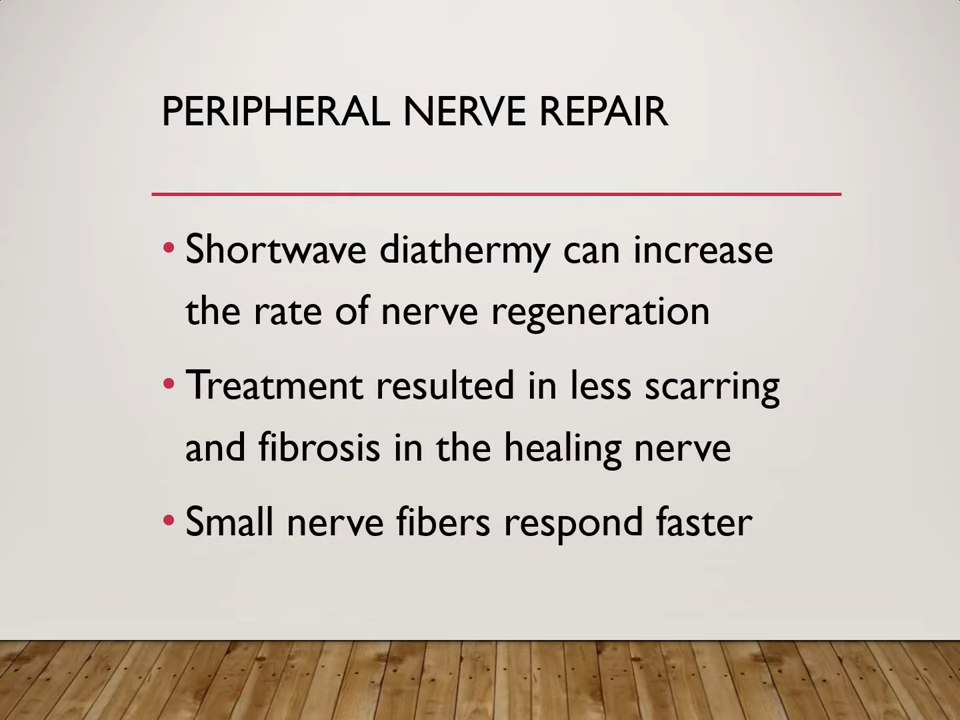 PERIPHERAL NERVE REPAIR
• Shortwave diathermy can increase
the rate of nerve regeneration
• Treatment resulted in less scarring
and fibrosis in the healing nerve
• Small nerve fibers respond faster